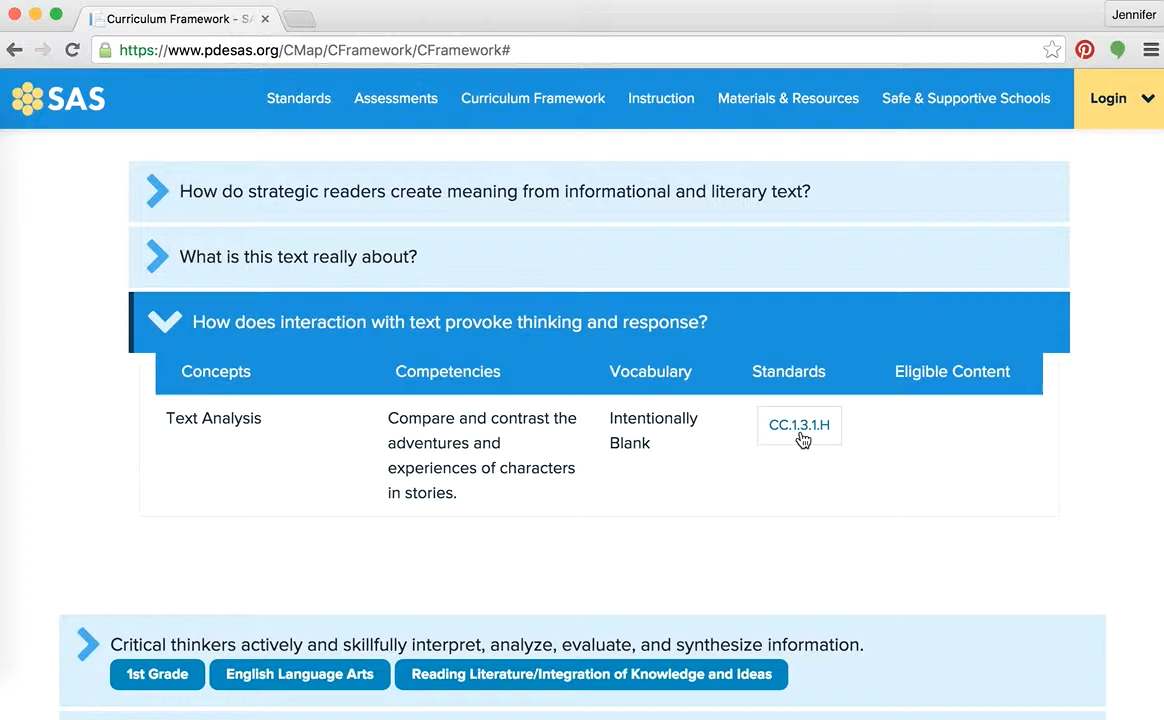 Curriculum Framework - SA
Jennifer
https://www.pdesas.org/CMap/CFramework/CFramework#
SAS
Standards
Assessments
Curriculum Framework
Instruction
Materials & Resources
Safe & Supportive Schools
Login
How do strategic readers create meaning from informational and literary text?
What is this text really about?
How does interaction with text provoke thinking and response?
Concepts
Competencies
Vocabulary
Standards
Eligible Content
Text Analysis
Compare and contrast the
adventures and
experiences of characters
in stories.
Intentionally
Blank
CC.1.3.1.H
Critical thinkers actively and skillfully interpret, analyze, evaluate, and synthesize information.
1st Grade
English Language Arts
Reading Literature/Integration of Knowledge and Ideas